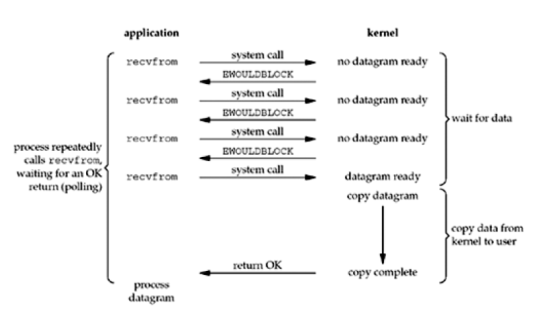 application kernel
recvfrom system call no datagram ready
EWOULDBLOCK
recvfrom system call no datagram ready
EWOULDBLOCK
wait for data
recvfrom system call no datagram ready
process repeatedly
calls recvfrom,
waiting for an OK
return (polling)
EWOULDBLOCK
recvfrom system call datagram ready
copy datagram
copy data from
kernel to user
return OK copy complete
process
datagram